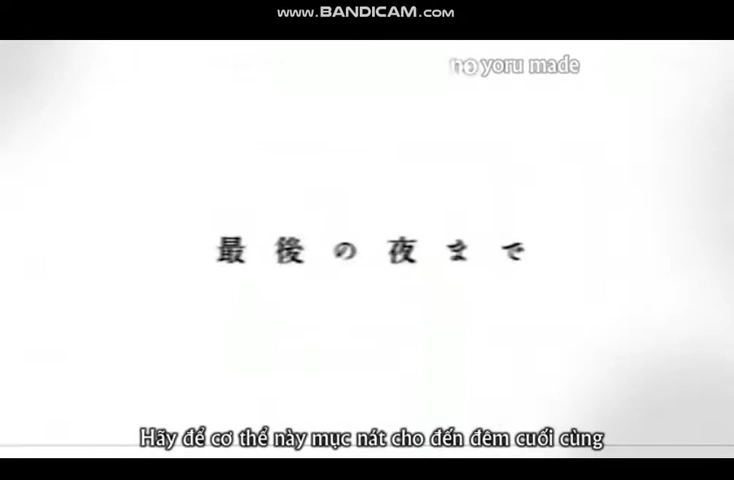 www.BANDICAM.com
no yoru made
最後の夜まで
Hãy để cơ thể này mục nát cho đến đêm cuối cùng